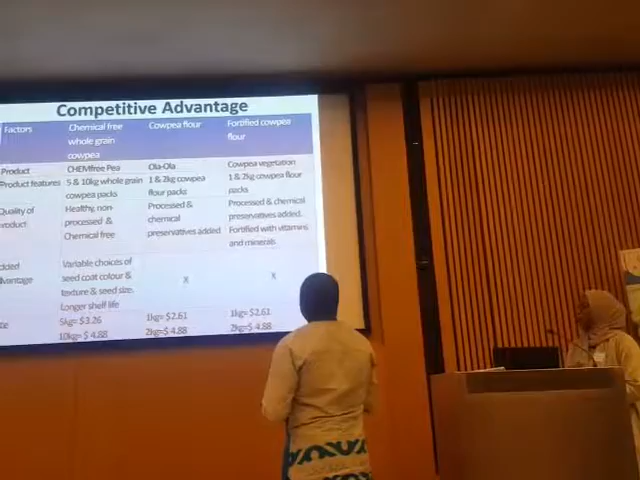 Competitive Advantage
Factors Chemical free Cowpea flour Fortified cowpea
whole grain flour
cowpea
Product CHEMfree Pea Ola-Ola Cowpea vegetation
Product features 5 & 10kg whole grain 1 & 2kg cowpea 1 & 2kg cowpea flour
cowpea packs flour packs packs
Quality of Healthy, non- Processed & Processed & chemical
product processed & chemical preservatives added.
Chemical free preservatives added Fortified with vitamins
and minerals
Added Variable choices of X X
advantage seed coat colour &
texture & seed size.
Longer shelf life
5kg= $3.26 1kg=$2.61 1kg=$2.61
10kg=$ 4.88 2kg=$ 4.88 2kg=$ 4.88